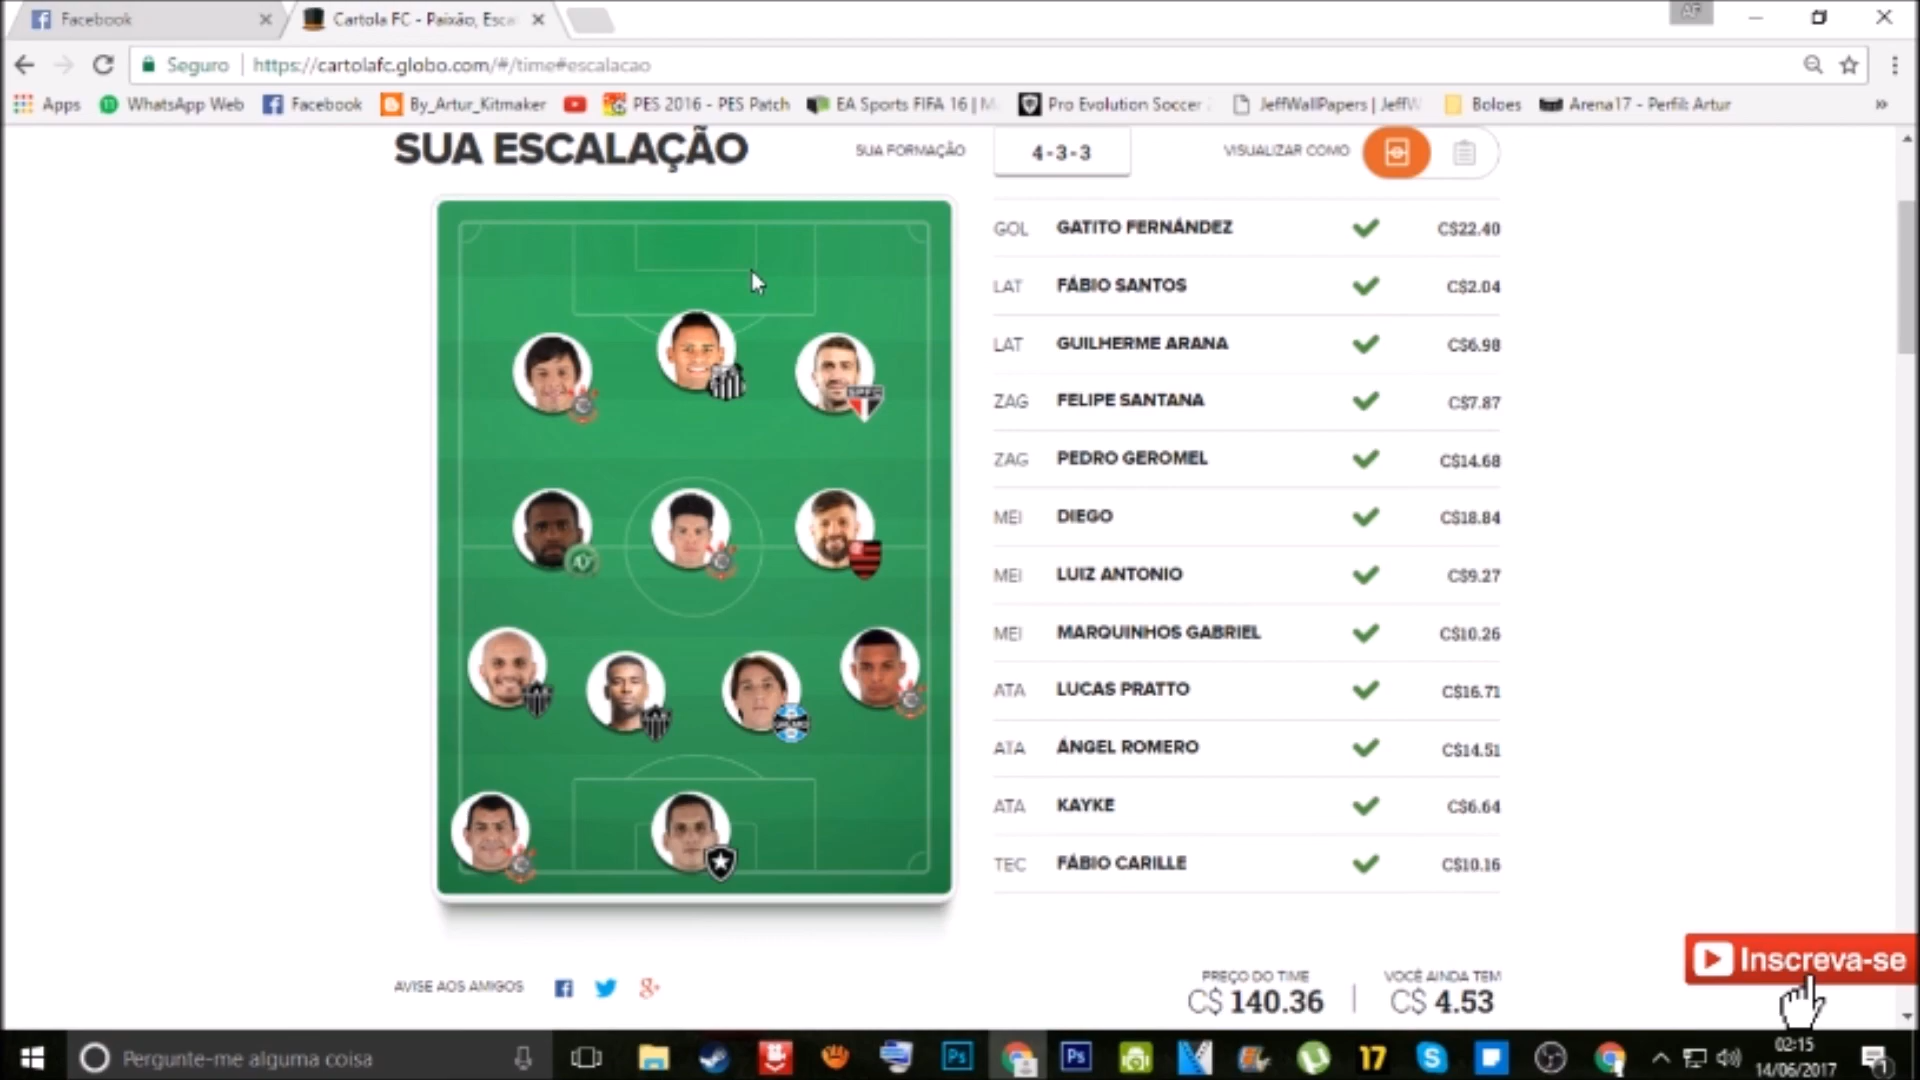 Facebook
Cartola FC - Paixão, Esca
AF
Seguro
https://cartolafc.globo.com/#/time#escalacao
Apps WhatsApp Web Facebook By_Artur_Kitmaker PES 2016 - PES Patch EA Sports FIFA 16 | M Pro Evolution Soccer JeffWallPapers | JeffW Boloes Arena17 - Perfil: Artur »
SUA ESCALAÇÃO
SUA FORMAÇÃO
4-3-3
VISUALIZAR COMO
GOL GATITO FERNÁNDEZ C$22.40
LAT FÁBIO SANTOS C$2.04
LAT GUILHERME ARANA C$6.98
ZAG FELIPE SANTANA C$7.87
ZAG PEDRO GEROMEL C$14.68
MEI DIEGO C$18.84
MEI LUIZ ANTONIO C$9.27
MEI MARQUINHOS GABRIEL C$10.26
ATA LUCAS PRATTO C$16.71
ATA ÁNGEL ROMERO C$14.51
ATA KAYKE C$6.64
TEC FÁBIO CARILLE C$10.16
AVISE AOS AMIGOS
PREÇO DO TIME
C$ 140.36
VOCÊ AINDA TEM
C$ 4.53
Inscreva-se
Pergunte-me alguma coisa
02:15
14/06/2017